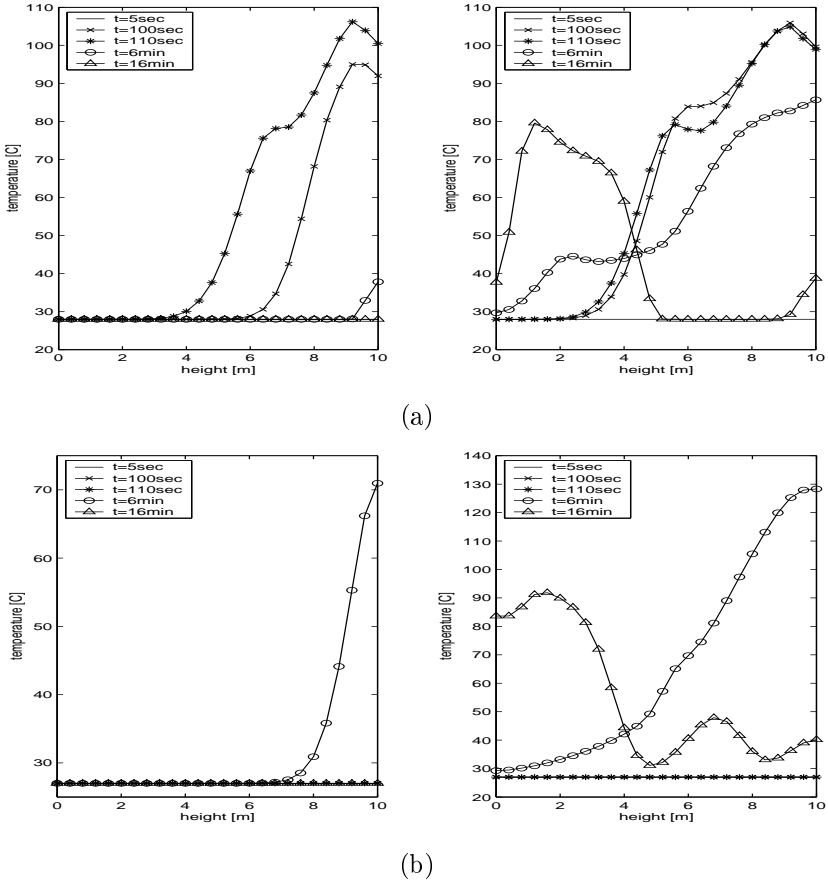 110
100
90
80
70
60
50
40
30
20
temperature [C]
t=5sec
t=100sec
t=110sec
t=6min
t=16min
0 2 4 6 8 10
height [m]
110
100
90
80
70
60
50
40
30
20
temperature [C]
t=5sec
t=100sec
t=110sec
t=6min
t=16min
0 2 4 6 8 10
height [m]
(a)
70
60
50
40
30
temperature [C]
t=5sec
t=100sec
t=110sec
t=6min
t=16min
0 2 4 6 8 10
height [m]
140
130
120
110
100
90
80
70
60
50
40
30
20
temperature [C]
t=5sec
t=100sec
t=110sec
t=6min
t=16min
0 2 4 6 8 10
height [m]
(b)